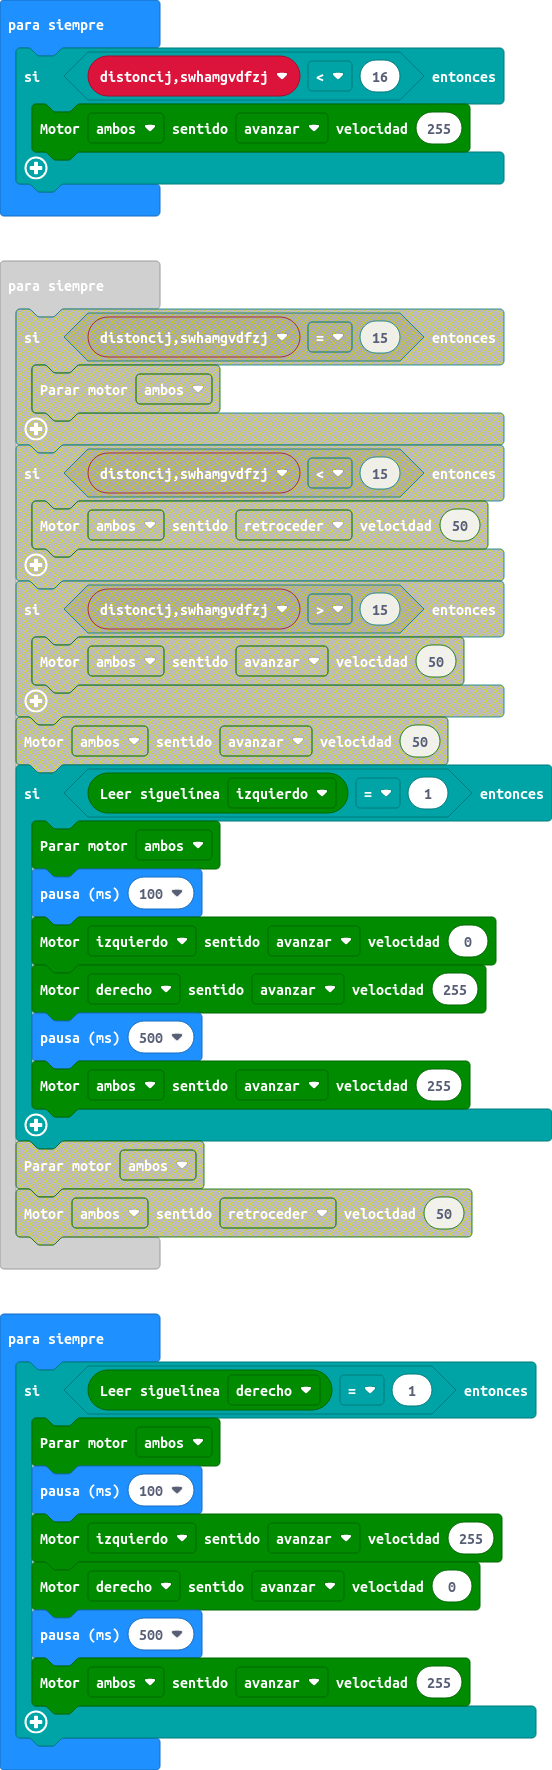 para siempre
si distoncij,swhamgvdfzj < 16 entonces
Motor ambos sentido avanzar velocidad 255
para siempre
si distoncij,swhamgvdfzj = 15 entonces
Parar motor ambos
si distoncij,swhamgvdfzj < 15 entonces
Motor ambos sentido retroceder velocidad 50
si distoncij,swhamgvdfzj > 15 entonces
Motor ambos sentido avanzar velocidad 50
Motor ambos sentido avanzar velocidad 50
si Leer siguelínea izquierdo = 1 entonces
Parar motor ambos
pausa (ms) 100
Motor izquierdo sentido avanzar velocidad 0
Motor derecho sentido avanzar velocidad 255
pausa (ms) 500
Motor ambos sentido avanzar velocidad 255
Parar motor ambos
Motor ambos sentido retroceder velocidad 50
para siempre
si Leer siguelínea derecho = 1 entonces
Parar motor ambos
pausa (ms) 100
Motor izquierdo sentido avanzar velocidad 255
Motor derecho sentido avanzar velocidad 0
pausa (ms) 500
Motor ambos sentido avanzar velocidad 255